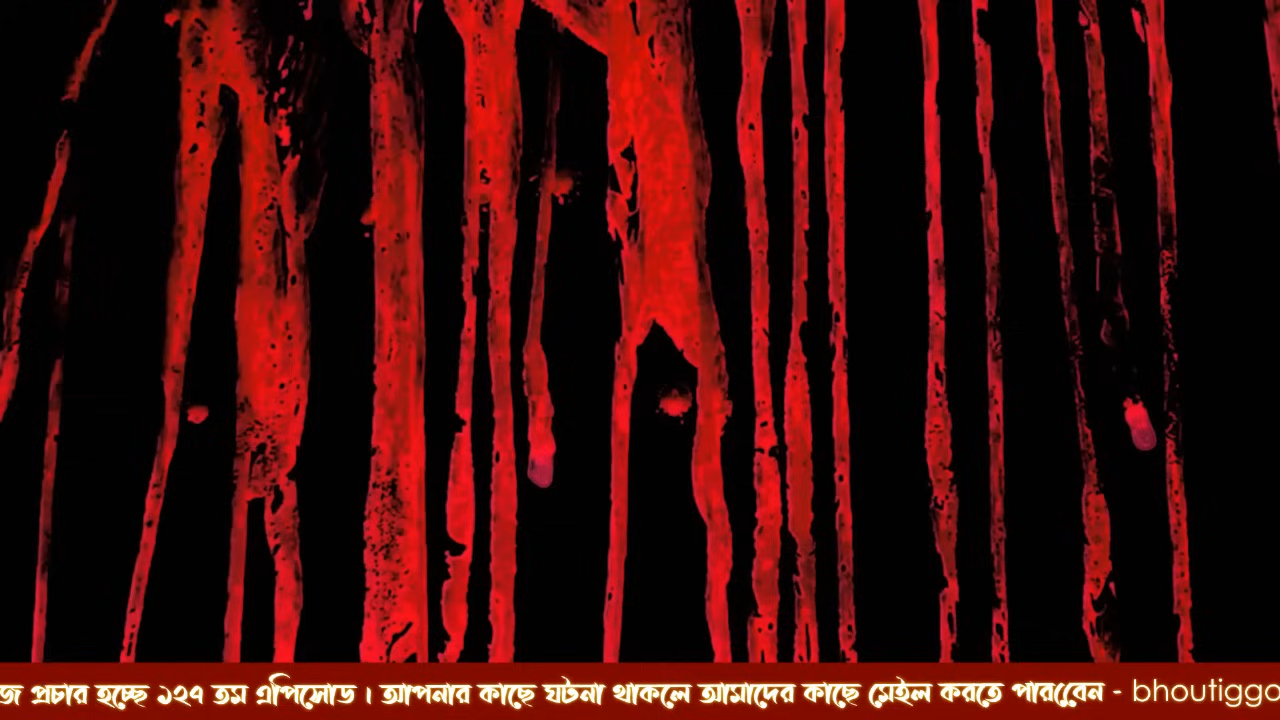 জ প্রচার হচ্ছে ১২৭ তম এপিসোড । আপনার কাছে ঘটনা থাকলে আমাদের কাছে মেইল করতে পারবেন - bhoutiggo